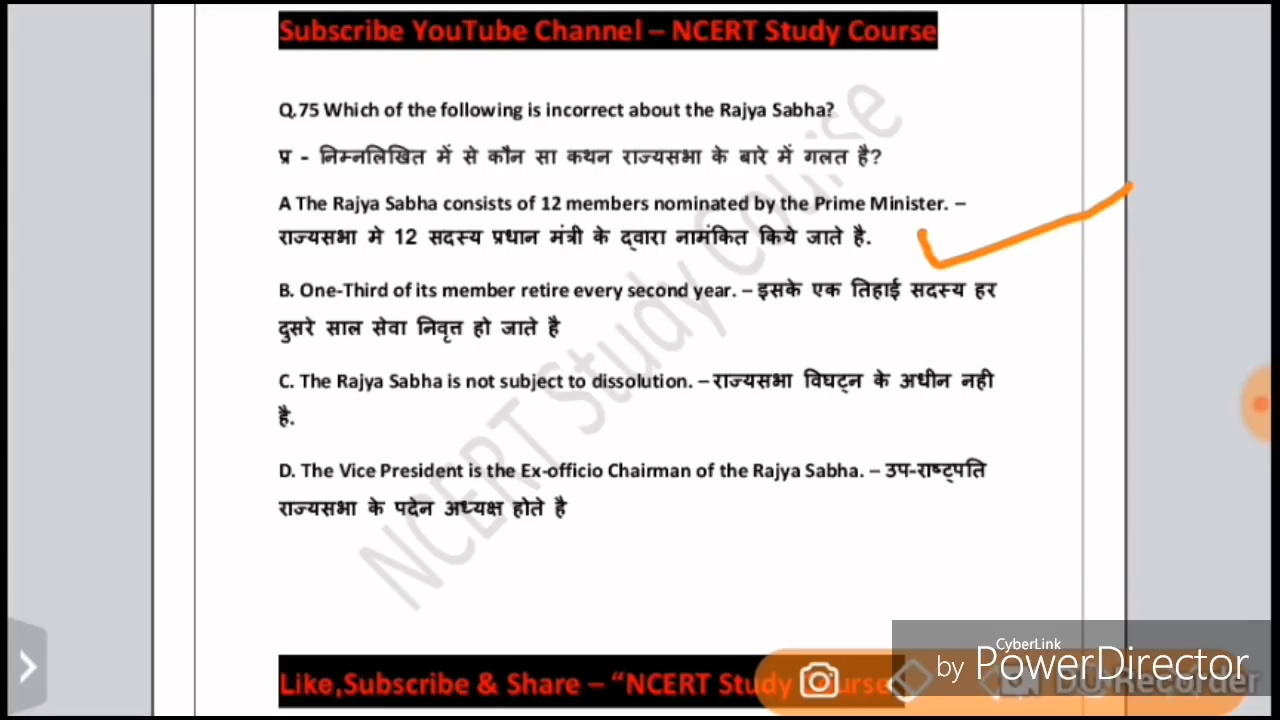 Subscribe YouTube Channel – NCERT Study Course
Q.75 Which of the following is incorrect about the Rajya Sabha?
प्र - निम्नलिखित में से कौन सा कथन राज्यसभा के बारे में गलत है?
A The Rajya Sabha consists of 12 members nominated by the Prime Minister. –
राज्यसभा मे 12 सदस्य प्रधान मंत्री के द्वारा नामंकित किये जाते है.
B. One-Third of its member retire every second year. – इसके एक तिहाई सदस्य हर
दुसरे साल सेवा निवृत्त हो जाते है
C. The Rajya Sabha is not subject to dissolution. – राज्यसभा विघट्न के अधीन नही
है.
D. The Vice President is the Ex-officio Chairman of the Rajya Sabha. – उप-राष्ट्पति
राज्यसभा के पदेन अध्यक्ष होते है
NCERT Study Course
Like,Subscribe & Share – “NCERT Study
CyberLink
by PowerDirector
DU Recorder